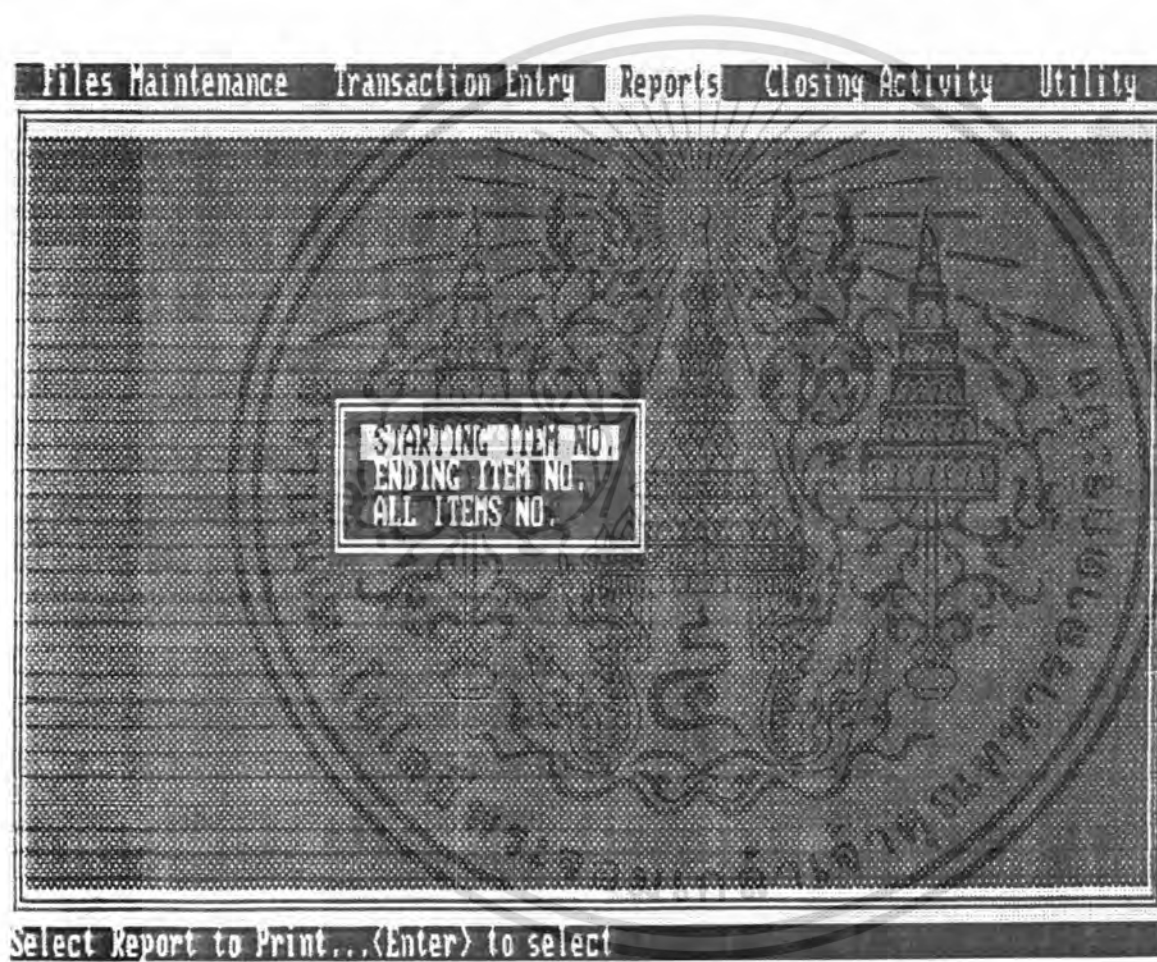 Files Maintenance Transaction Entry Reports Closing Activity Utility
STARTING ITEM NO.
ENDING ITEM NO.
ALL ITEMS NO.
Select Report to Print...<Enter> to select